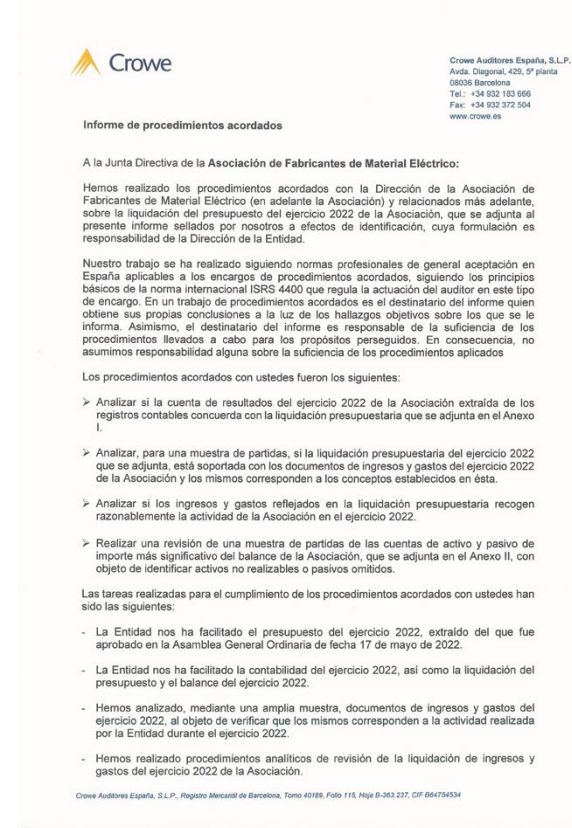 Crowe
Crowe Auditores España, S.L.P.
Avda. Diagonal, 429, 5ª planta
08036 Barcelona
Tel.: +34 932 183 666
Fax: +34 932 372 504
www.crowe.es
Informe de procedimientos acordados
A la Junta Directiva de la Asociación de Fabricantes de Material Eléctrico:
Hemos realizado los procedimientos acordados con la Dirección de la Asociación de
Fabricantes de Material Eléctrico (en adelante la Asociación) y relacionados más adelante,
sobre la liquidación del presupuesto del ejercicio 2022 de la Asociación, que se adjunta al
presente informe sellados por nosotros a efectos de identificación, cuya formulación es
responsabilidad de la Dirección de la Entidad.
Nuestro trabajo se ha realizado siguiendo normas profesionales de general aceptación en
España aplicables a los encargos de procedimientos acordados, siguiendo los principios
básicos de la norma internacional ISRS 4400 que regula la actuación del auditor en este tipo
de encargo. En un trabajo de procedimientos acordados es el destinatario del informe quien
obtiene sus propias conclusiones a la luz de los hallazgos objetivos sobre los que se le
informa. Asimismo, el destinatario del informe es responsable de la suficiencia de los
procedimientos llevados a cabo para los propósitos perseguidos. En consecuencia, no
asumimos responsabilidad alguna sobre la suficiencia de los procedimientos aplicados
Los procedimientos acordados con ustedes fueron los siguientes:
➢ Analizar si la cuenta de resultados del ejercicio 2022 de la Asociación extraída de los
registros contables concuerda con la liquidación presupuestaria que se adjunta en el Anexo
I.
➢ Analizar, para una muestra de partidas, si la liquidación presupuestaria del ejercicio 2022
que se adjunta, está soportada con los documentos de ingresos y gastos del ejercicio 2022
de la Asociación y los mismos corresponden a los conceptos establecidos en ésta.
➢ Analizar si los ingresos y gastos reflejados en la liquidación presupuestaria recogen
razonablemente la actividad de la Asociación en el ejercicio 2022.
➢ Realizar una revisión de una muestra de partidas de las cuentas de activo y pasivo de
importe más significativo del balance de la Asociación, que se adjunta en el Anexo II, con
objeto de identificar activos no realizables o pasivos omitidos.
Las tareas realizadas para el cumplimiento de los procedimientos acordados con ustedes han
sido las siguientes:
- La Entidad nos ha facilitado el presupuesto del ejercicio 2022, extraído del que fue
aprobado en la Asamblea General Ordinaria de fecha 17 de mayo de 2022.
- La Entidad nos ha facilitado la contabilidad del ejercicio 2022, así como la liquidación del
presupuesto y el balance del ejercicio 2022.
- Hemos analizado, mediante una amplia muestra, documentos de ingresos y gastos del
ejercicio 2022, al objeto de verificar que los mismos corresponden a la actividad realizada
por la Entidad durante el ejercicio 2022.
- Hemos realizado procedimientos analíticos de revisión de la liquidación de ingresos y
gastos del ejercicio 2022 de la Asociación.
Crowe Auditores España, S.L.P., Registro Mercantil de Barcelona, Tomo 40189, Folio 115, Hoja B-363.237, CIF B64754534